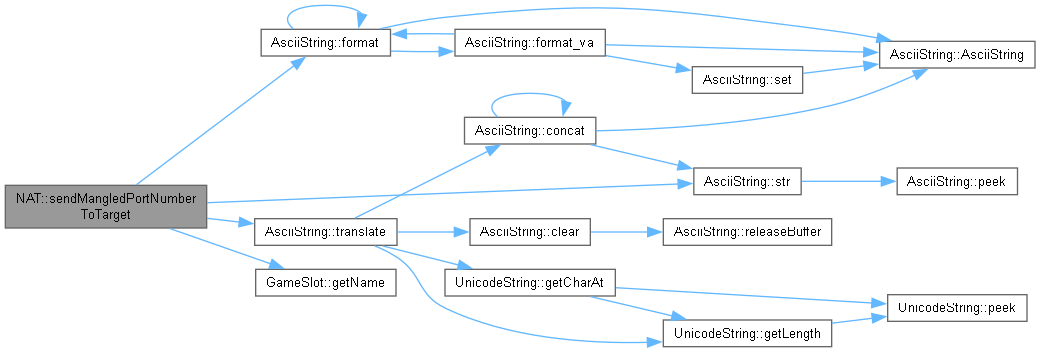 AsciiString::format
AsciiString::format_va
AsciiString::AsciiString
AsciiString::set
AsciiString::concat
AsciiString::str
AsciiString::peek
NAT::sendMangledPortNumber
ToTarget
AsciiString::translate
AsciiString::clear
AsciiString::releaseBuffer
GameSlot::getName
UnicodeString::getCharAt
UnicodeString::peek
UnicodeString::getLength